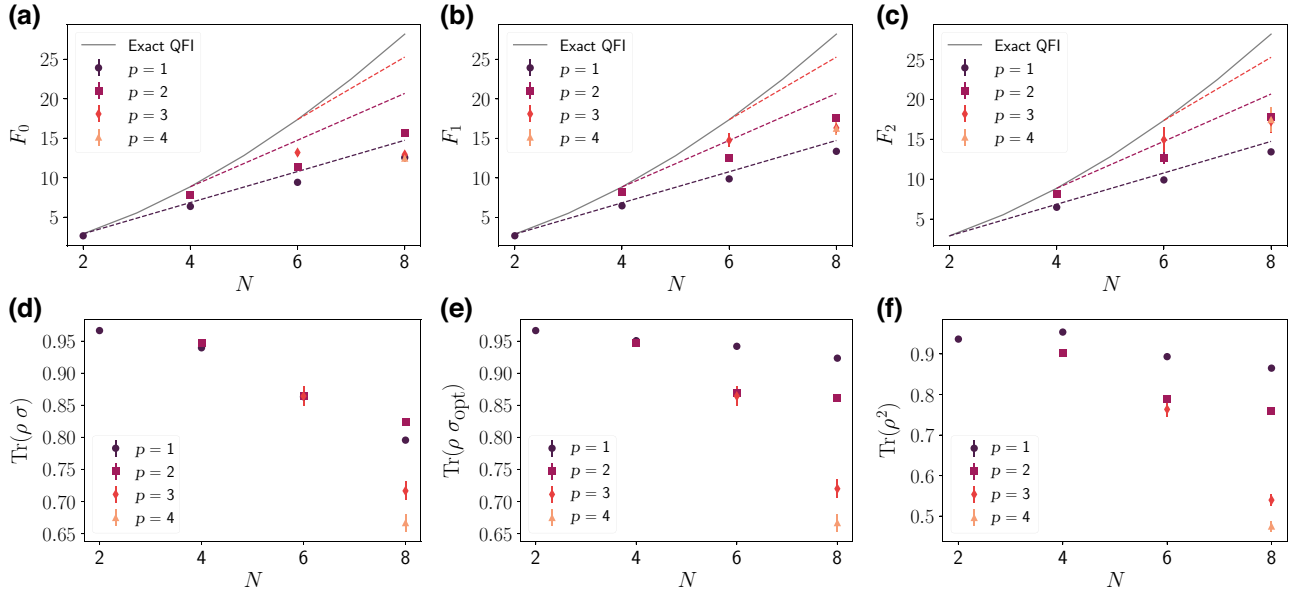 (a)
F₀
25
20
15
10
5
2 4 6 8
N
Exact QFI
p = 1
p = 2
p = 3
p = 4
(b)
F₁
25
20
15
10
5
2 4 6 8
N
Exact QFI
p = 1
p = 2
p = 3
p = 4
(c)
F₂
25
20
15
10
5
2 4 6 8
N
Exact QFI
p = 1
p = 2
p = 3
p = 4
(d)
Tr(ρ σ)
0.95
0.90
0.85
0.80
0.75
0.70
0.65
2 4 6 8
N
p = 1
p = 2
p = 3
p = 4
(e)
Tr(ρ σ_opt)
0.95
0.90
0.85
0.80
0.75
0.70
0.65
2 4 6 8
N
p = 1
p = 2
p = 3
p = 4
(f)
Tr(ρ²)
0.9
0.8
0.7
0.6
0.5
2 4 6 8
N
p = 1
p = 2
p = 3
p = 4